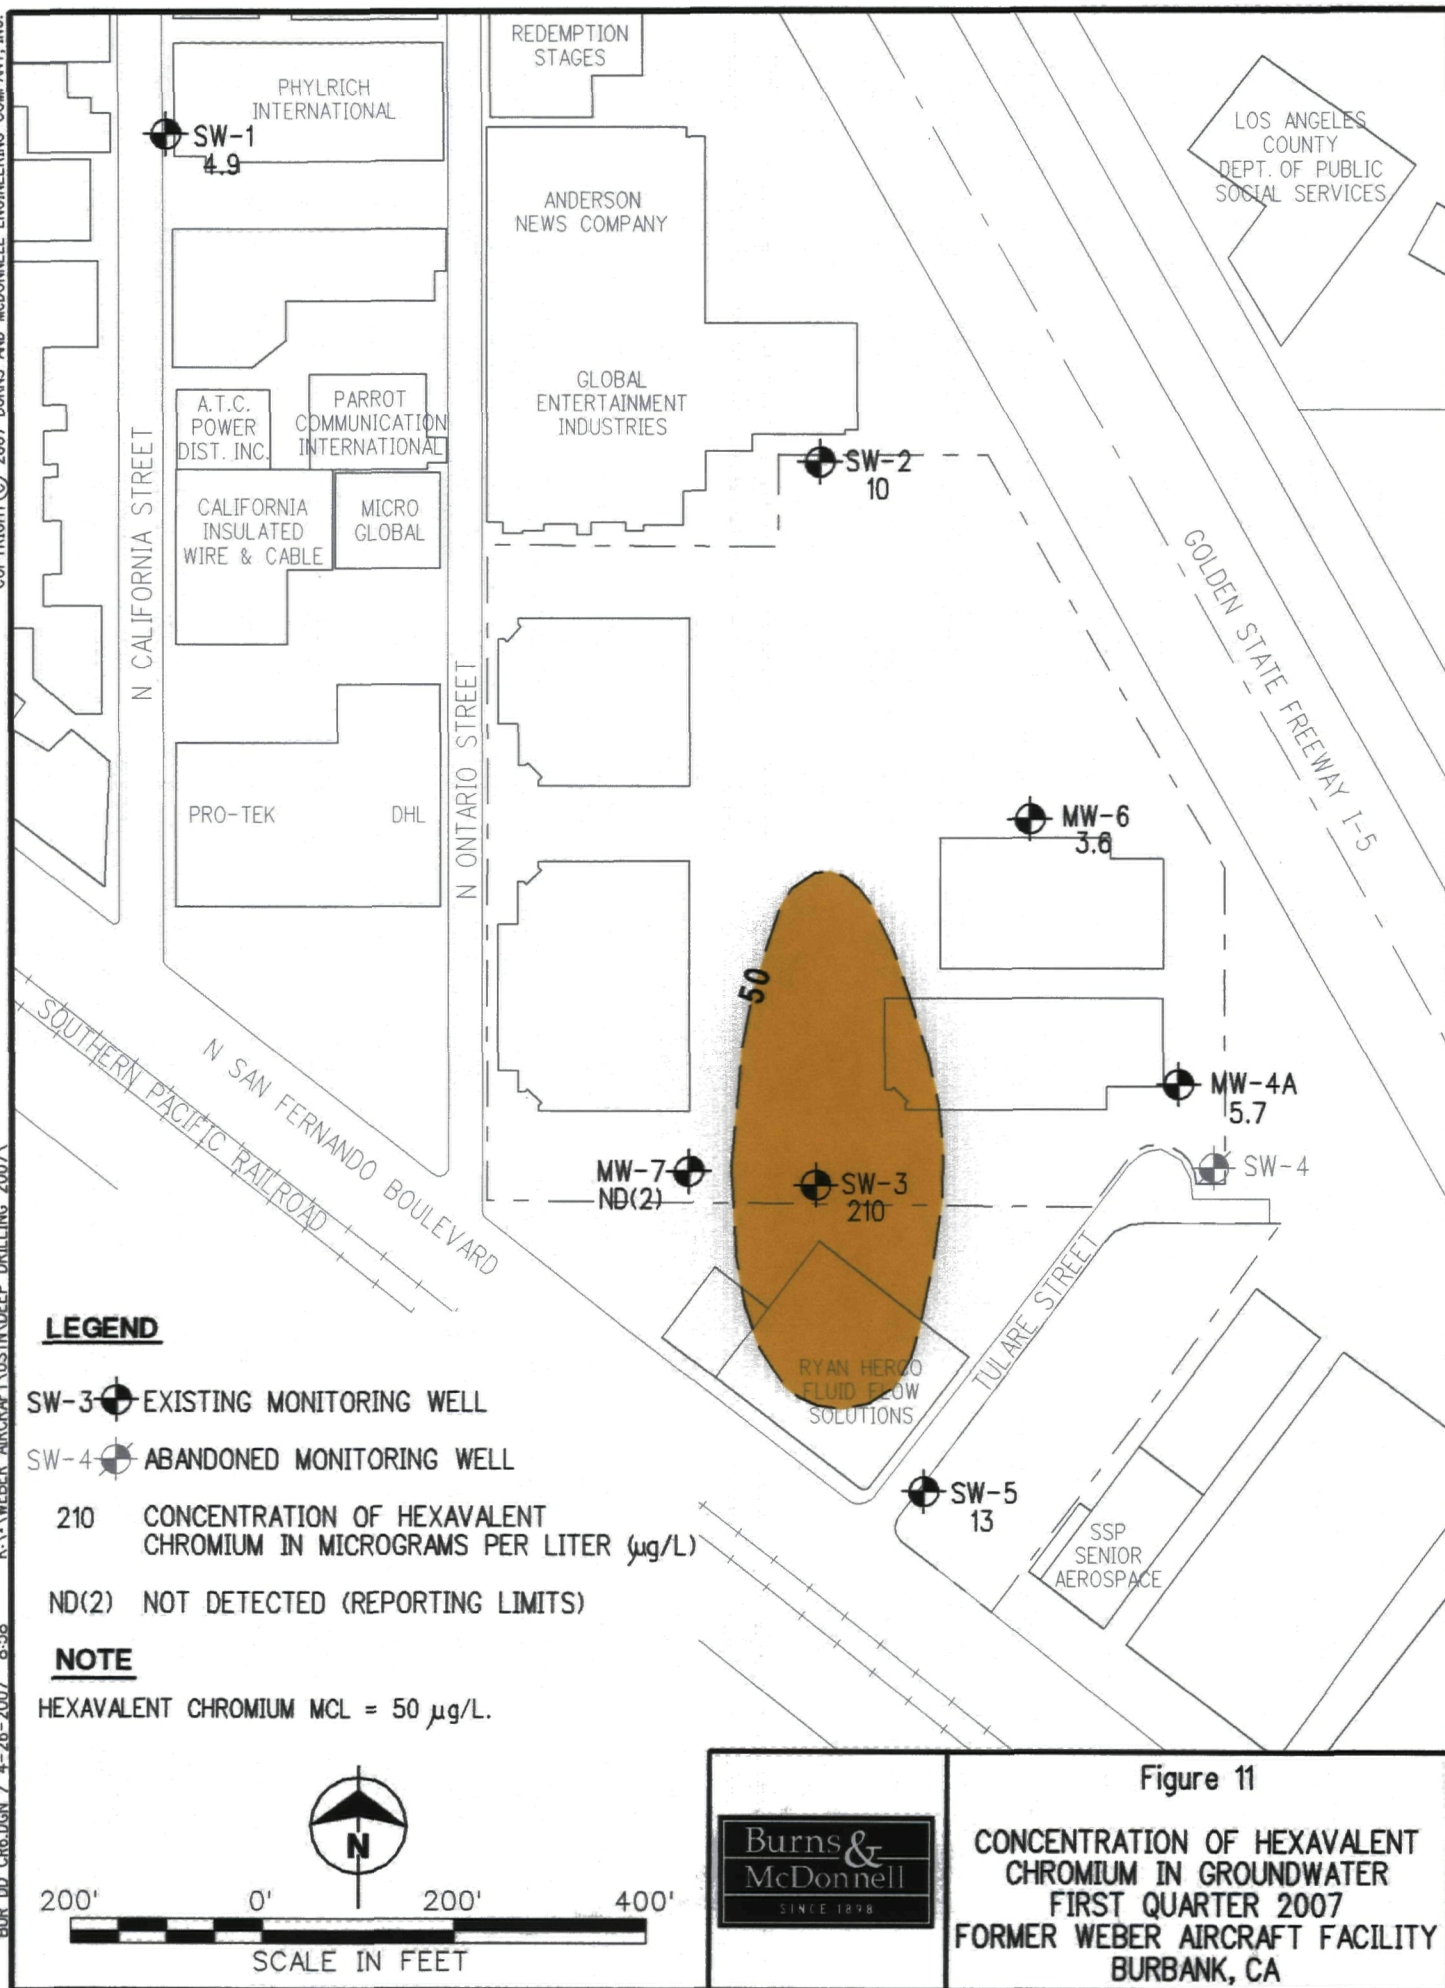 REDEMPTION
STAGES
PHYLRICH
INTERNATIONAL
SW-1
4.9
LOS ANGELES
COUNTY
DEPT. OF PUBLIC
SOCIAL SERVICES
ANDERSON
NEWS COMPANY
GLOBAL
ENTERTAINMENT
INDUSTRIES
A.T.C.
POWER
DIST. INC.
PARROT
COMMUNICATION
INTERNATIONAL
SW-2
10
CALIFORNIA
INSULATED
WIRE & CABLE
MICRO
GLOBAL
N CALIFORNIA STREET
N ONTARIO STREET
GOLDEN STATE FREEWAY I-5
PRO-TEK
DHL
MW-6
3.6
50
SOUTHERN PACIFIC RAILROAD
N SAN FERNANDO BOULEVARD
MW-4A
5.7
MW-7
ND(2)
SW-3
210
SW-4
TULARE STREET
RYAN HERCO
FLUID FLOW
SOLUTIONS
SW-5
13
SSP
SENIOR
AEROSPACE
LEGEND
SW-3 EXISTING MONITORING WELL
SW-4 ABANDONED MONITORING WELL
210 CONCENTRATION OF HEXAVALENT
CHROMIUM IN MICROGRAMS PER LITER (µg/L)
ND(2) NOT DETECTED (REPORTING LIMITS)
NOTE
HEXAVALENT CHROMIUM MCL = 50 µg/L.
N
200' 0' 200' 400'
SCALE IN FEET
Burns &
McDonnell
SINCE 1898
Figure 11
CONCENTRATION OF HEXAVALENT
CHROMIUM IN GROUNDWATER
FIRST QUARTER 2007
FORMER WEBER AIRCRAFT FACILITY
BURBANK, CA